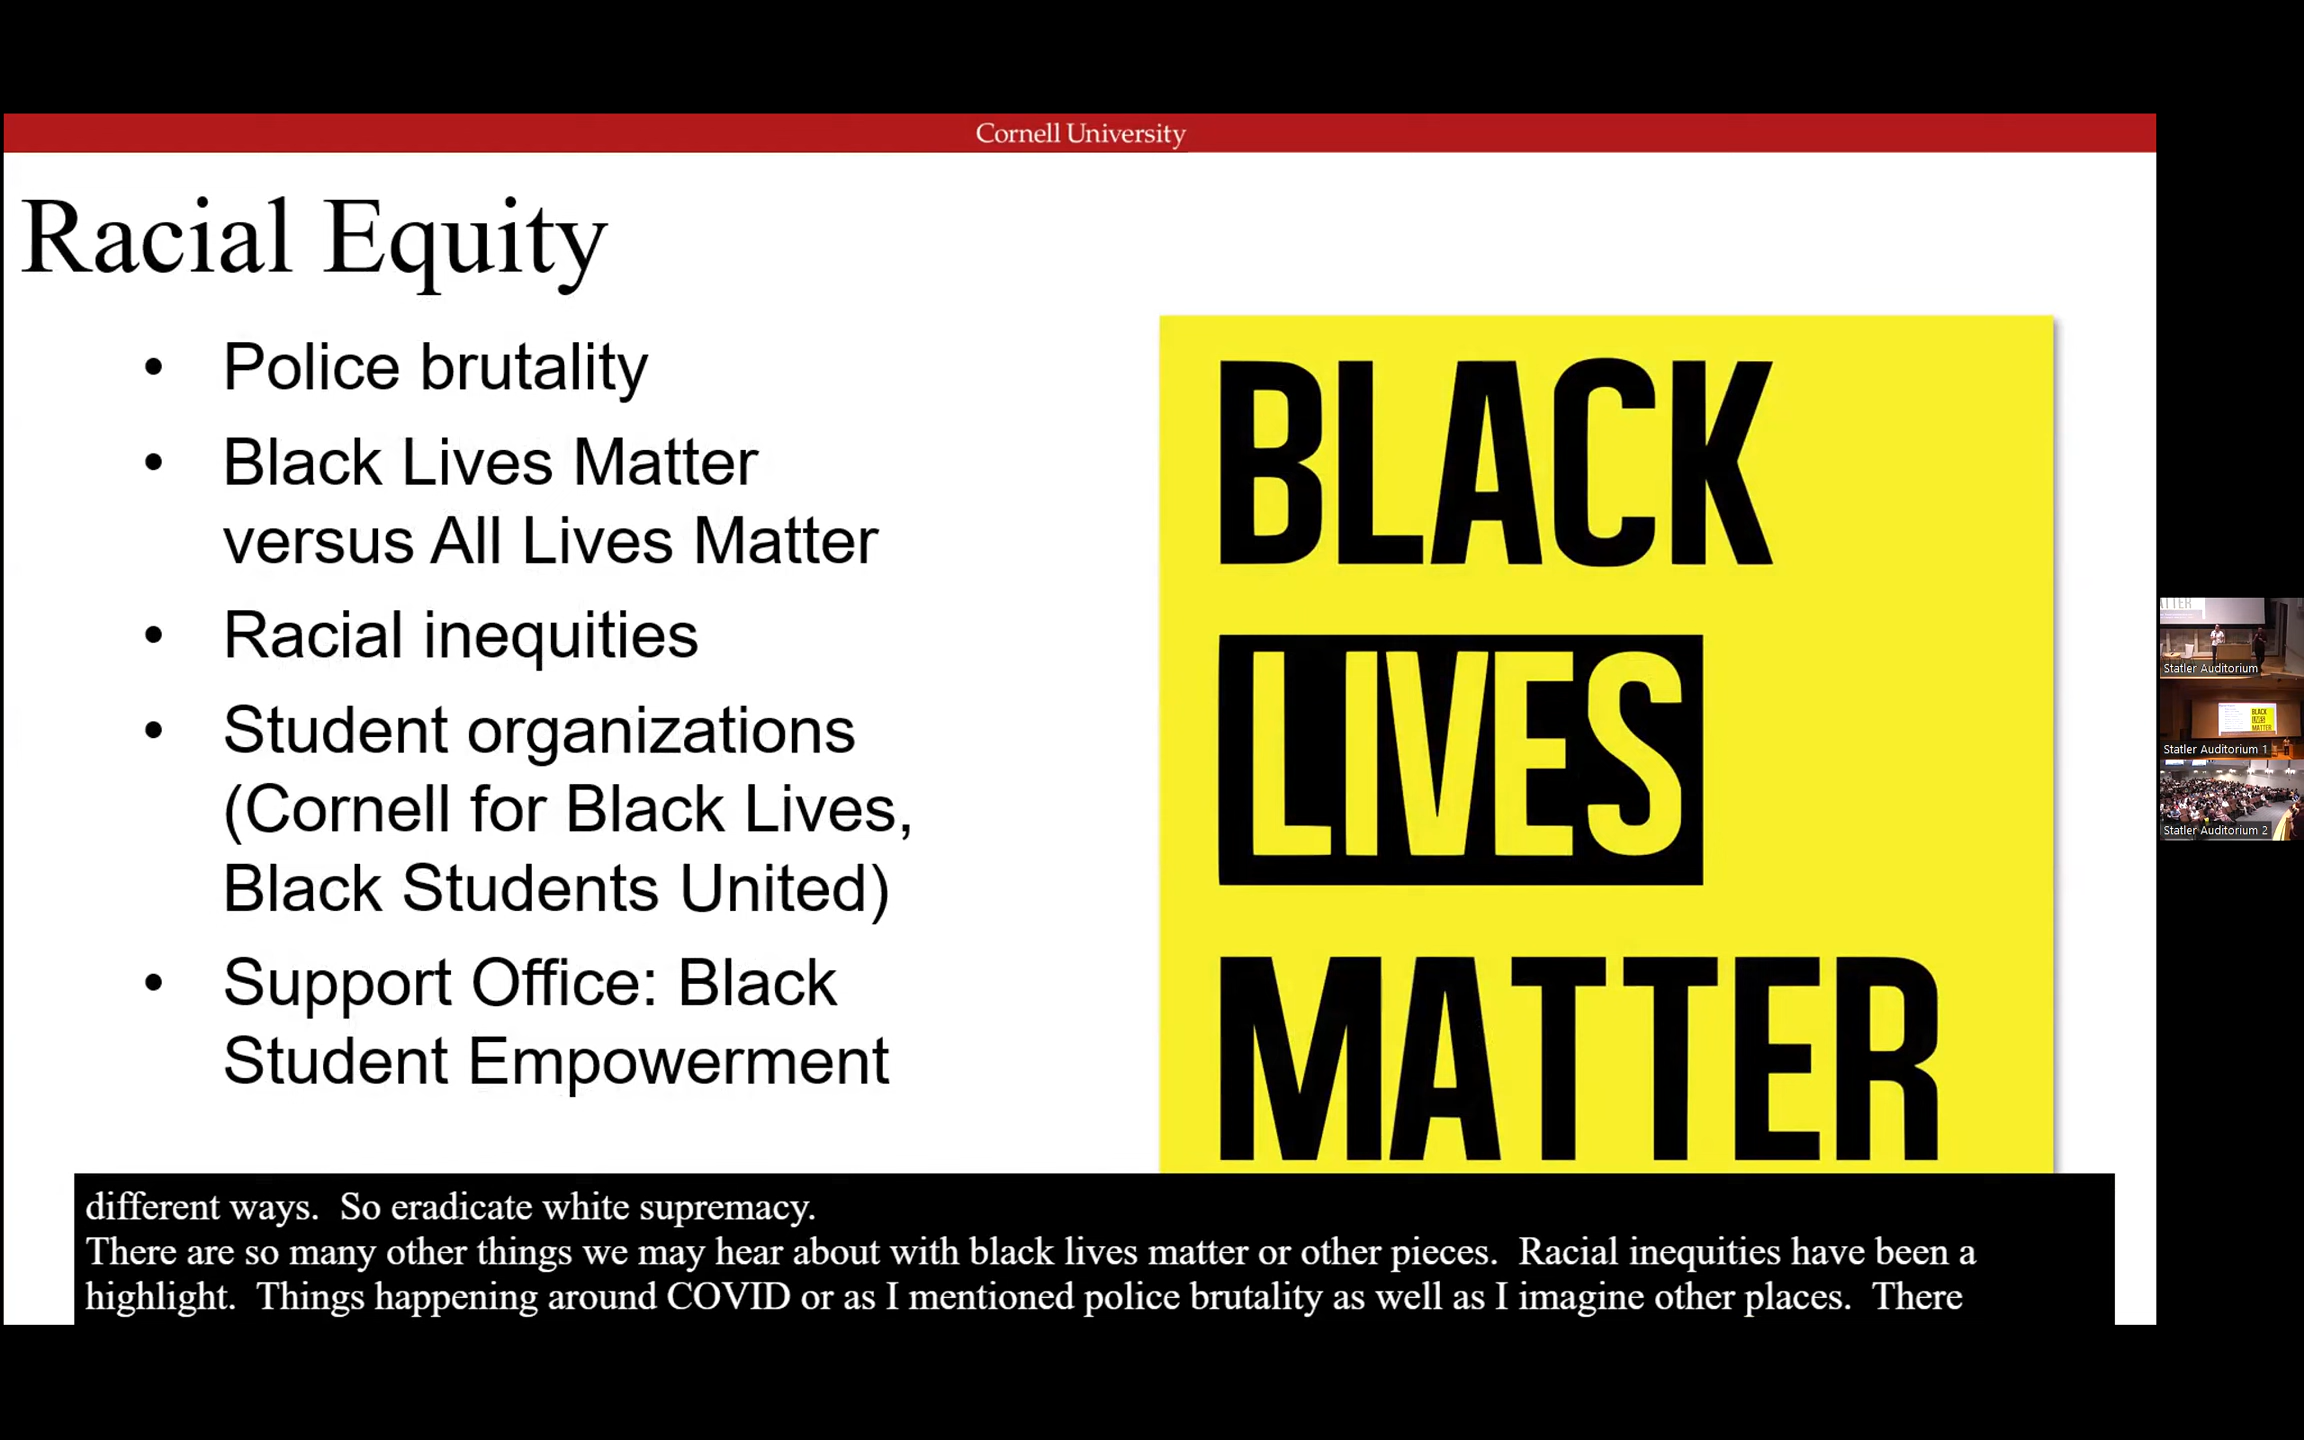 Cornell University
Racial Equity
• Police brutality
• Black Lives Matter
versus All Lives Matter
• Racial inequities
• Student organizations
(Cornell for Black Lives,
Black Students United)
• Support Office: Black
Student Empowerment
BLACK
LIVES
MATTER
different ways.  So eradicate white supremacy.
There are so many other things we may hear about with black lives matter or other pieces.  Racial inequities have been a
highlight.  Things happening around COVID or as I mentioned police brutality as well as I imagine other places.  There
Statler Auditorium
BLACK
LIVES
MATTER
Statler Auditorium 1
Statler Auditorium 2